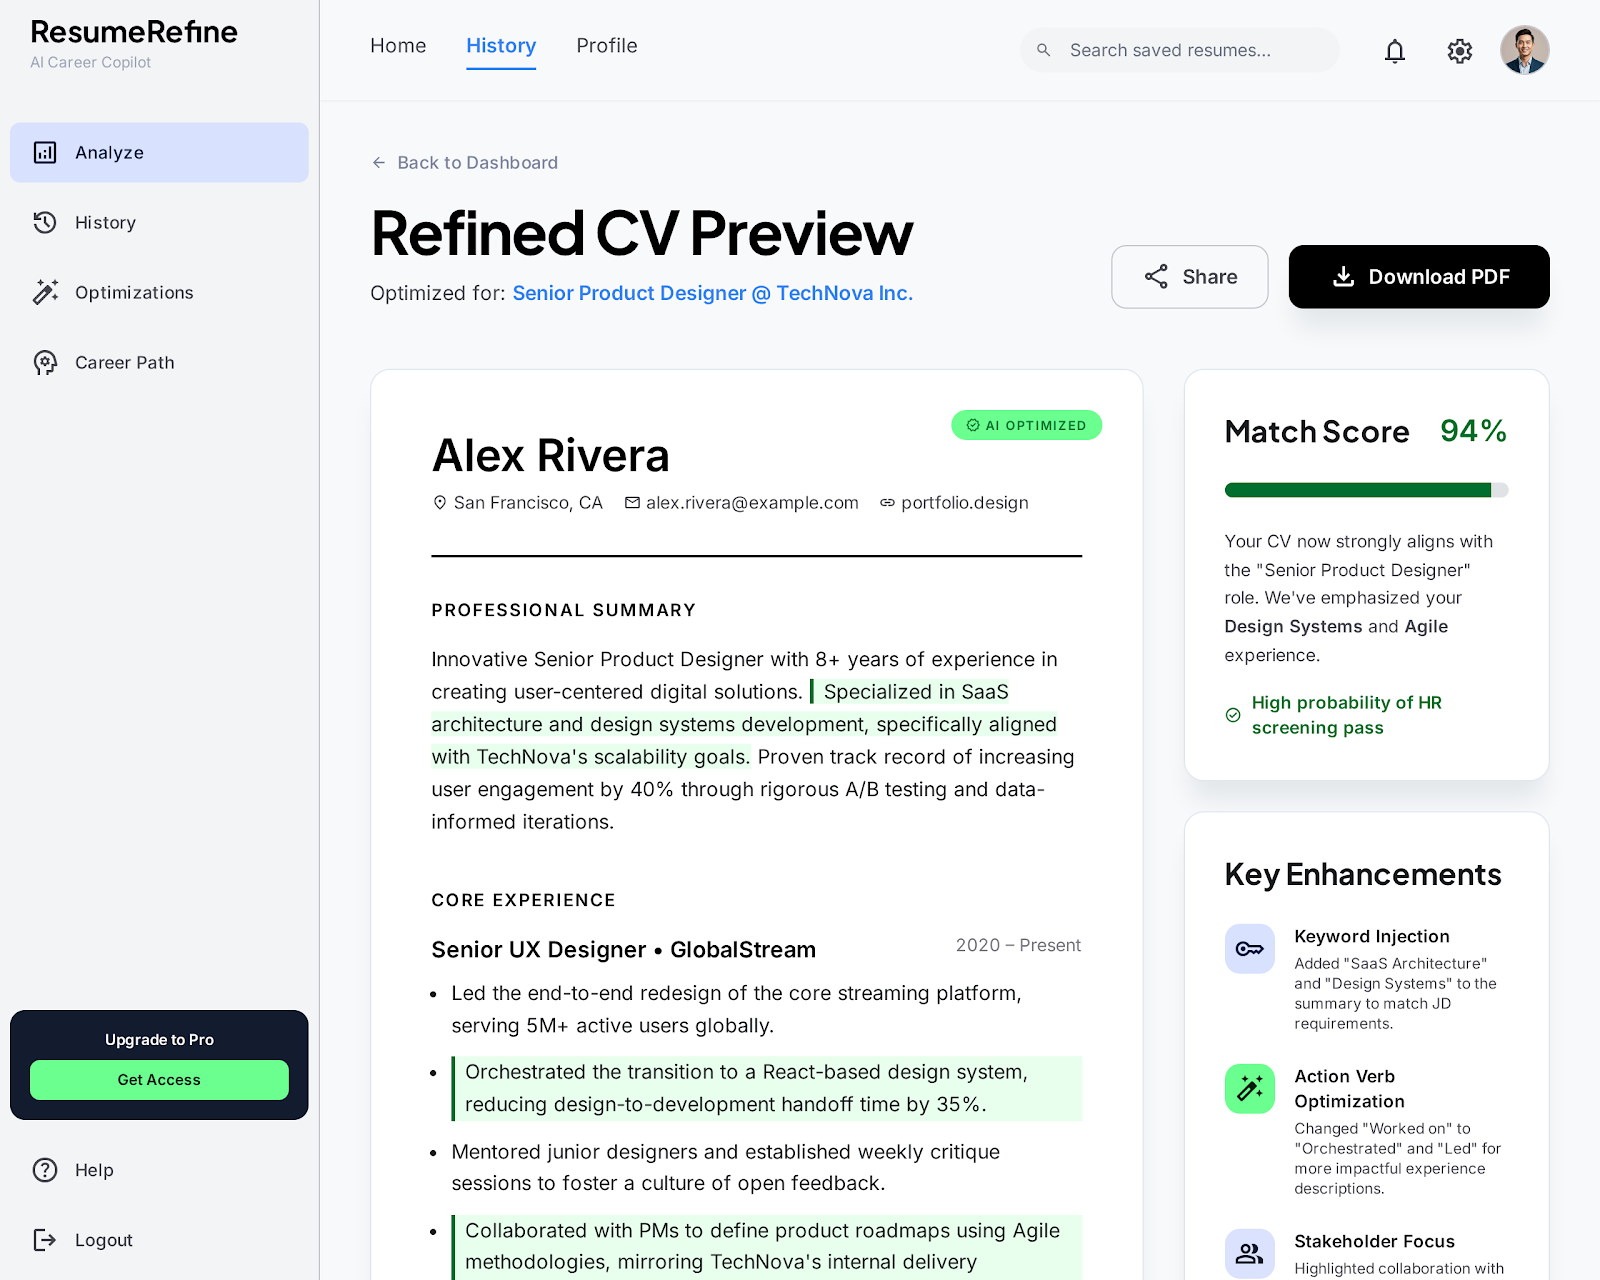 ResumeRefine
AI Career Copilot
Analyze
History
Optimizations
Career Path
Upgrade to Pro
Get Access
Help
Logout
Home
History
Profile
Search saved resumes...
Back to Dashboard
Refined CV Preview
Optimized for: Senior Product Designer @ TechNova Inc.
Share
Download PDF
AI OPTIMIZED
Alex Rivera
San Francisco, CA
alex.rivera@example.com
portfolio.design
PROFESSIONAL SUMMARY
Innovative Senior Product Designer with 8+ years of experience in
creating user-centered digital solutions. Specialized in SaaS
architecture and design systems development, specifically aligned
with TechNova's scalability goals. Proven track record of increasing
user engagement by 40% through rigorous A/B testing and data-
informed iterations.
CORE EXPERIENCE
Senior UX Designer • GlobalStream
2020 – Present
• Led the end-to-end redesign of the core streaming platform,
serving 5M+ active users globally.
• Orchestrated the transition to a React-based design system,
reducing design-to-development handoff time by 35%.
• Mentored junior designers and established weekly critique
sessions to foster a culture of open feedback.
• Collaborated with PMs to define product roadmaps using Agile
methodologies, mirroring TechNova's internal delivery
Match Score
94%
Your CV now strongly aligns with
the "Senior Product Designer"
role. We've emphasized your
Design Systems and Agile
experience.
High probability of HR
screening pass
Key Enhancements
Keyword Injection
Added "SaaS Architecture"
and "Design Systems" to the
summary to match JD
requirements.
Action Verb
Optimization
Changed "Worked on" to
"Orchestrated" and "Led" for
more impactful experience
descriptions.
Stakeholder Focus
Highlighted collaboration with